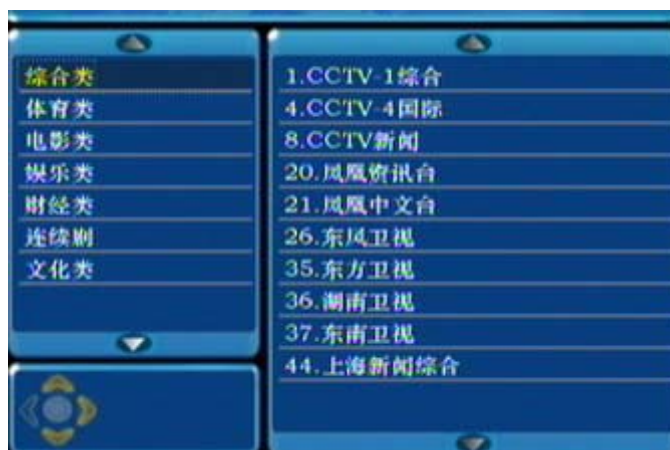 综合类
体育类
电影类
娱乐类
财经类
连续剧
文化类
1.CCTV-1综合
4.CCTV-4国际
8.CCTV新闻
20.凤凰资讯台
21.凤凰中文台
26.东风卫视
35.东方卫视
36.湖南卫视
37.东南卫视
44.上海新闻综合